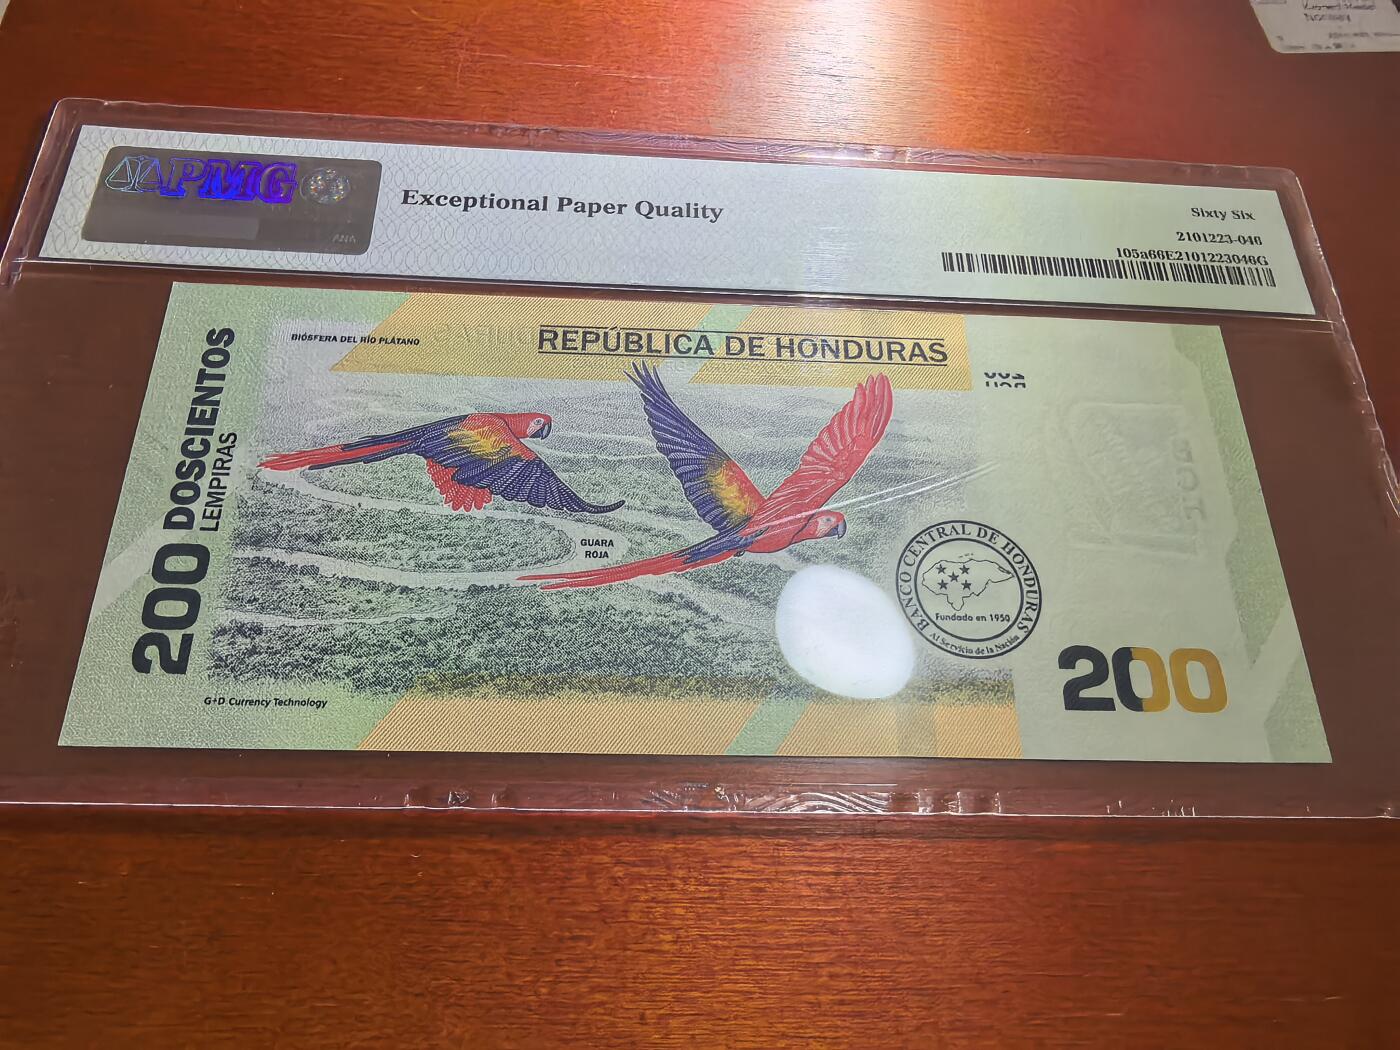 PMG
Exceptional Paper Quality
Sixty Six
2101223-046
105a66E2101223046G
ANA
BIÓSFERA DEL RÍO PLÁTANO
REPÚBLICA DE HONDURAS
200 DOSCIENTOS
LEMPIRAS
GUARA
ROJA
BANCO CENTRAL DE HONDURAS
Fundado en 1950
Al Servicio de la Nación
200
G+D Currency Technology